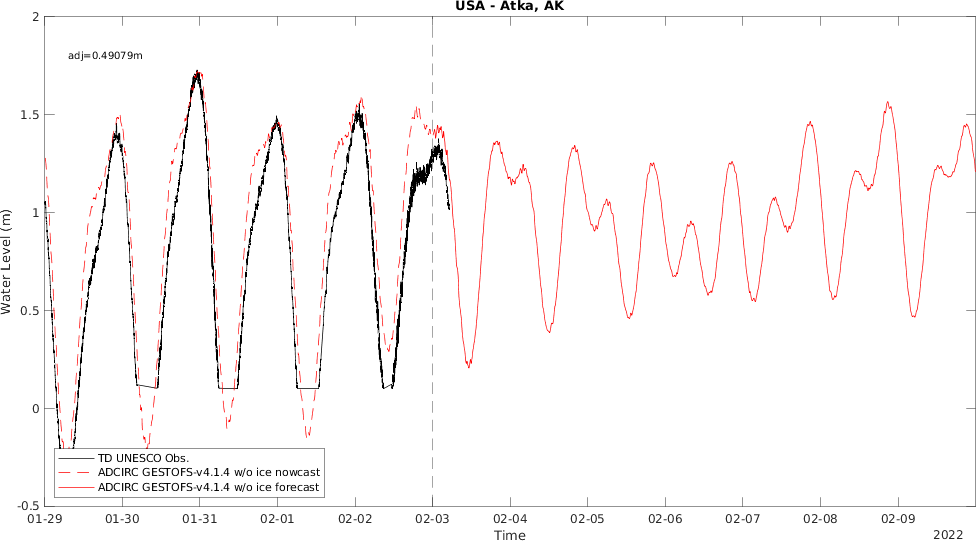 USA - Atka, AK
adj=0.49079m
2
1.5
1
0.5
0
-0.5
Water Level (m)
TD UNESCO Obs.
ADCIRC GESTOFS-v4.1.4 w/o ice nowcast
ADCIRC GESTOFS-v4.1.4 w/o ice forecast
01-29 01-30 01-31 02-01 02-02 02-03 02-04 02-05 02-06 02-07 02-08 02-09
Time
2022